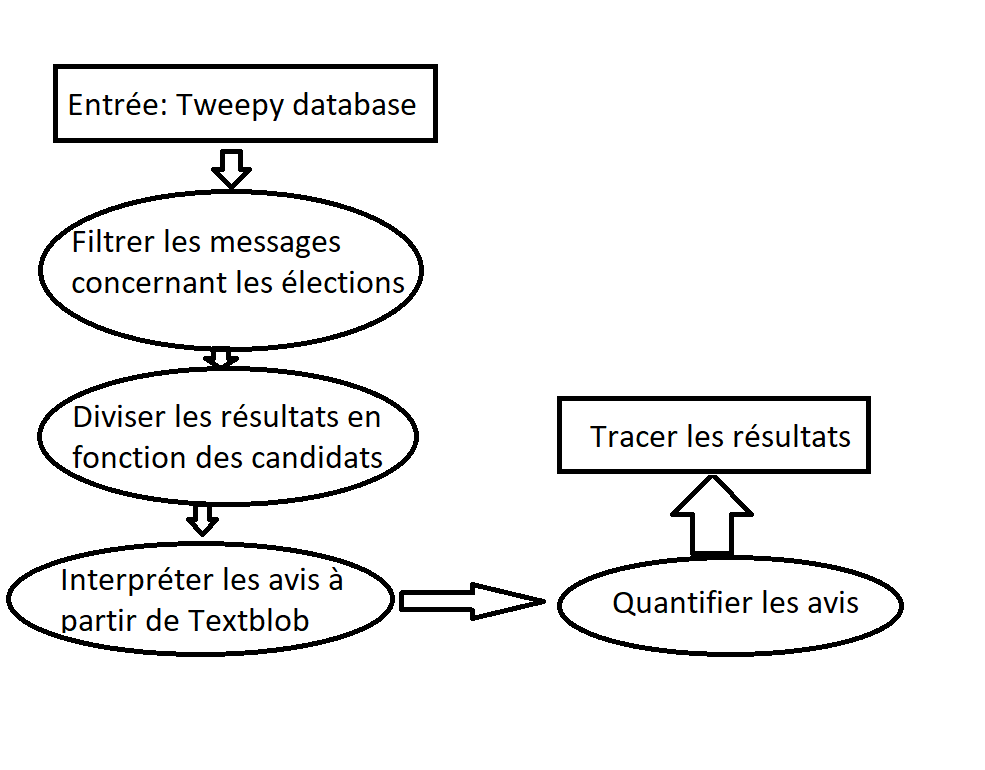 Entrée: Tweepy database
Filtrer les messages
concernant les élections
Diviser les résultats en
fonction des candidats
Interpréter les avis à
partir de Textblob
Quantifier les avis
Tracer les résultats